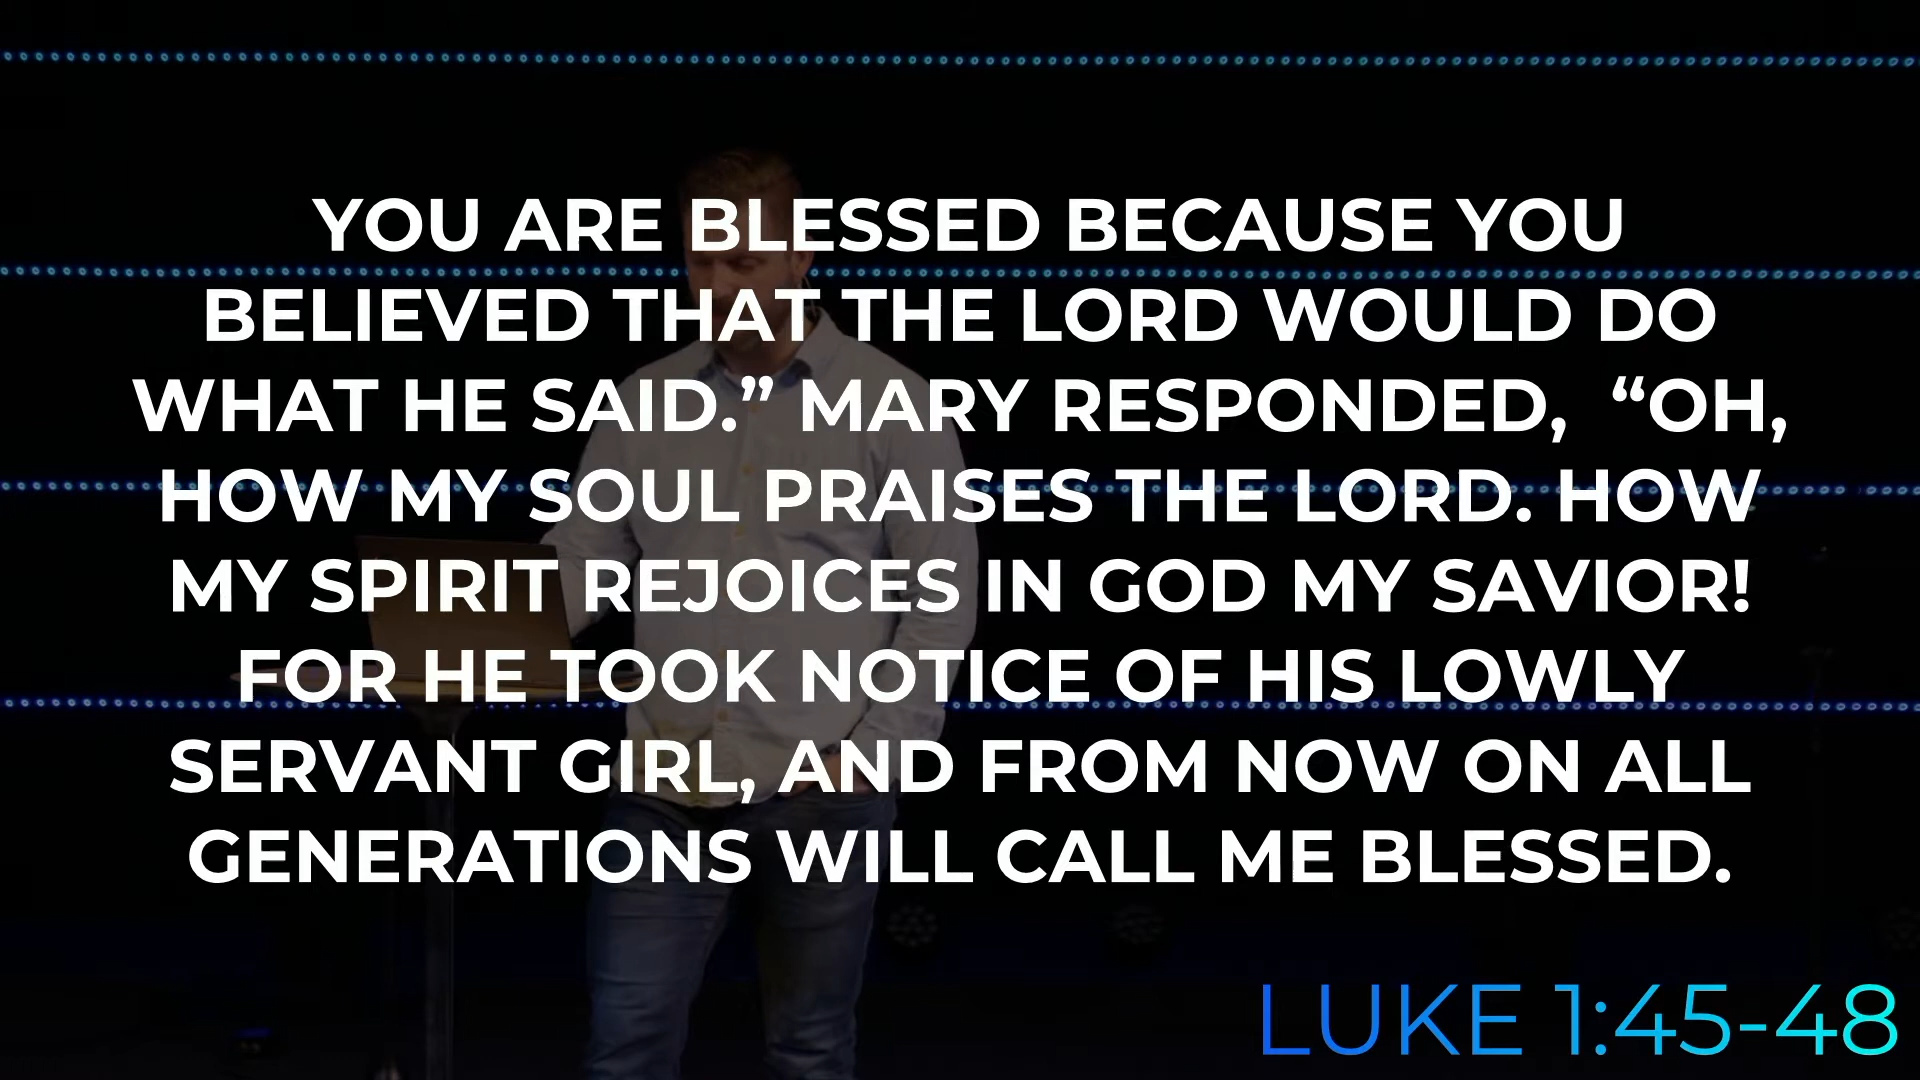 YOU ARE BLESSED BECAUSE YOU
BELIEVED THAT THE LORD WOULD DO
WHAT HE SAID.” MARY RESPONDED,  “OH,
HOW MY SOUL PRAISES THE LORD. HOW
MY SPIRIT REJOICES IN GOD MY SAVIOR!
FOR HE TOOK NOTICE OF HIS LOWLY
SERVANT GIRL, AND FROM NOW ON ALL
GENERATIONS WILL CALL ME BLESSED.
LUKE 1:45-48